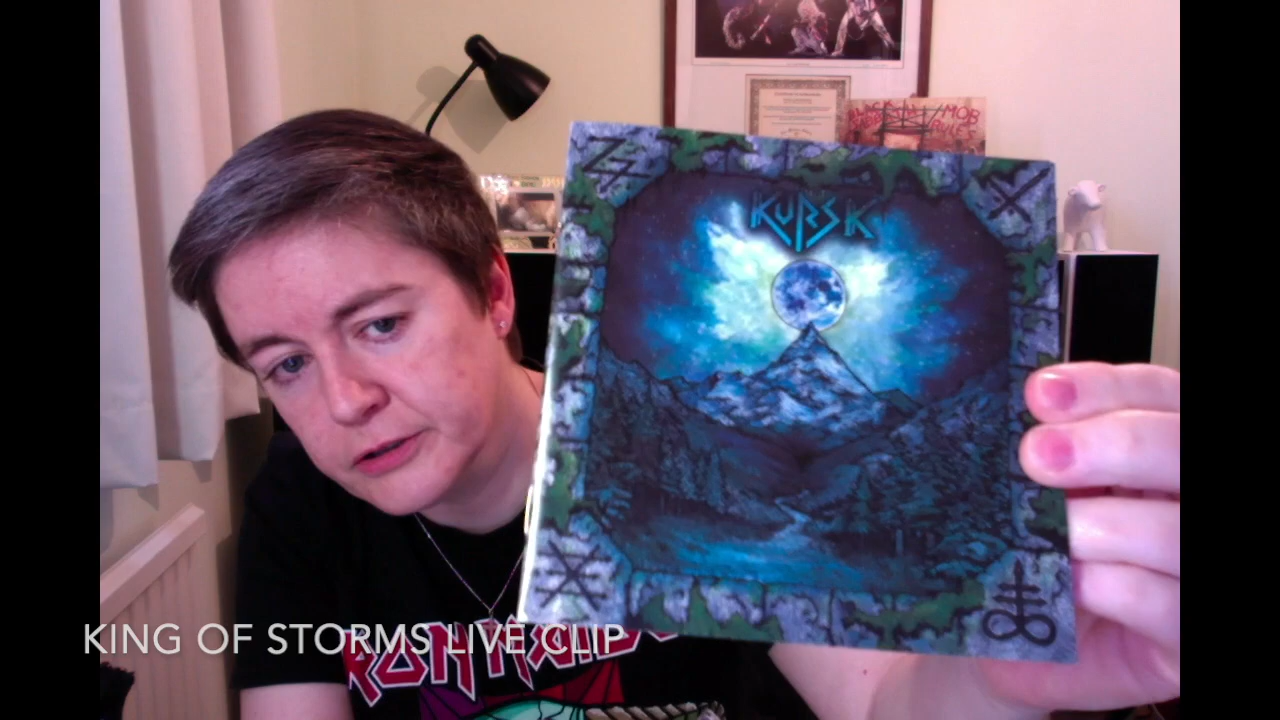 MOB
RULES
KURSK
KING OF STORMS LIVE CLIP
IRON MAIDEN